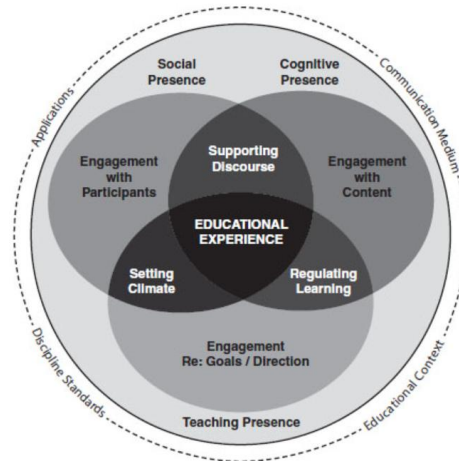 Social
Presence
Cognitive
Presence
Applications
Communication Medium
Engagement
with
Participants
Supporting
Discourse
Engagement
with
Content
EDUCATIONAL
EXPERIENCE
Setting
Climate
Regulating
Learning
Engagement
Re: Goals / Direction
Teaching Presence
Discipline Standards
Educational Context